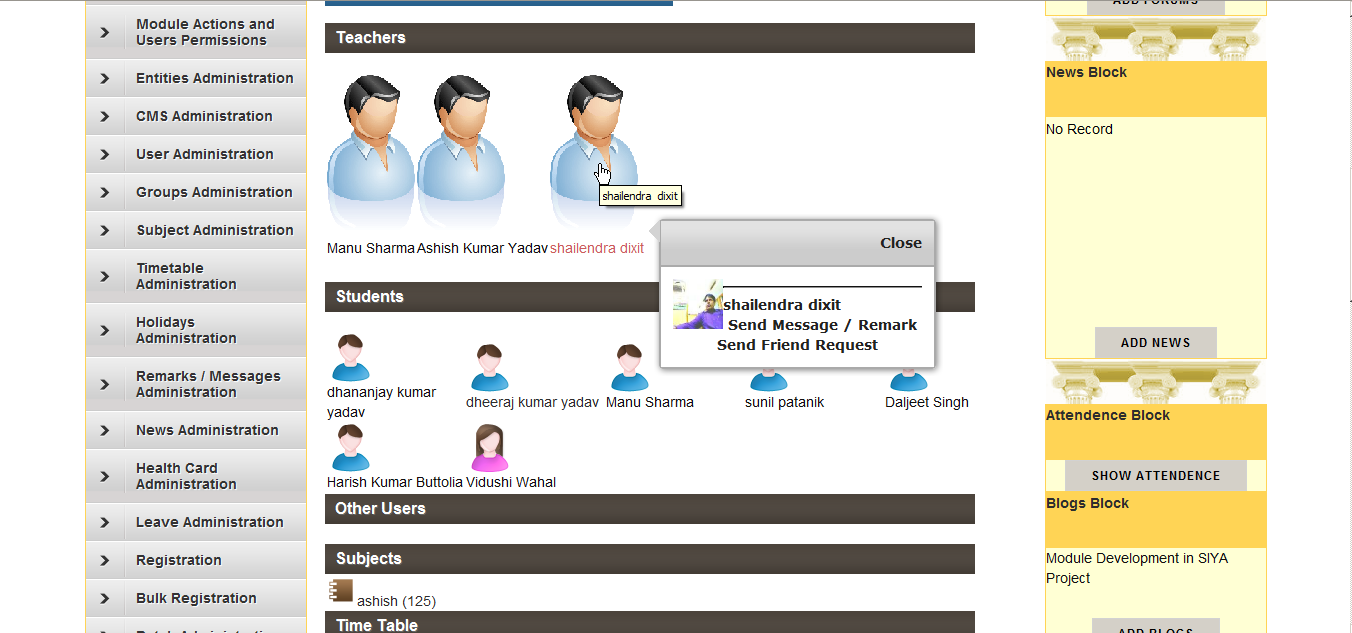 Module Actions and
Users Permissions
Entities Administration
CMS Administration
User Administration
Groups Administration
Subject Administration
Timetable
Administration
Holidays
Administration
Remarks / Messages
Administration
News Administration
Health Card
Administration
Leave Administration
Registration
Bulk Registration
Teachers
shailendra dixit
Manu Sharma Ashish Kumar Yadav shailendra dixit
Close
shailendra dixit
Send Message / Remark
Send Friend Request
Students
dhananjay kumar
yadav
dheeraj kumar yadav
Manu Sharma
sunil patanik
Daljeet Singh
Harish Kumar Buttolia Vidushi Wahal
Other Users
Subjects
ashish (125)
Time Table
ADD FORUMS
News Block
No Record
ADD NEWS
Attendence Block
SHOW ATTENDENCE
Blogs Block
Module Development in SIYA
Project
ADD BLOGS